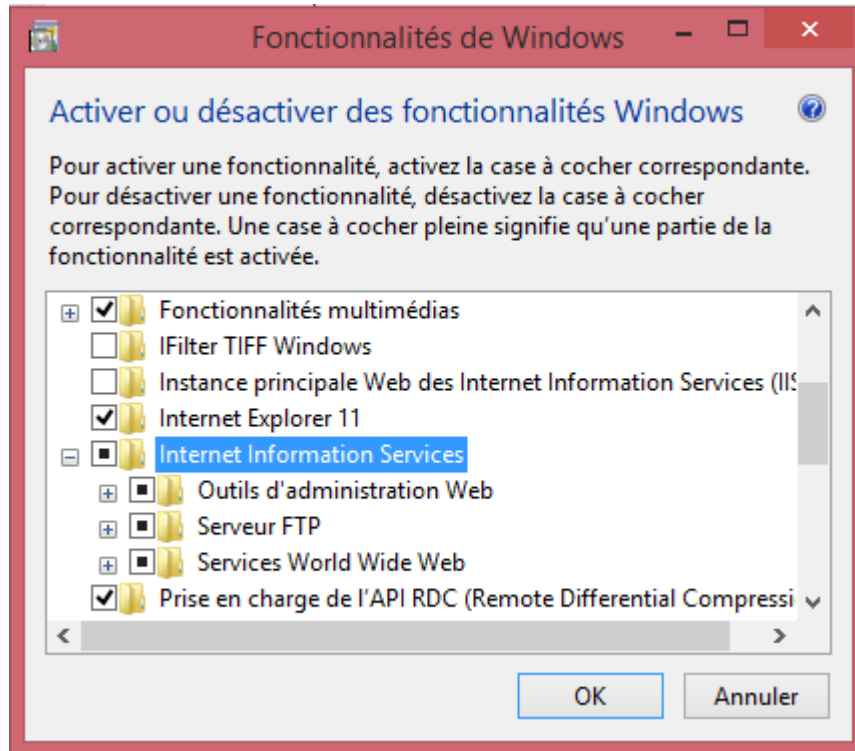 Fonctionnalités de Windows
Activer ou désactiver des fonctionnalités Windows
Pour activer une fonctionnalité, activez la case à cocher correspondante.
Pour désactiver une fonctionnalité, désactivez la case à cocher
correspondante. Une case à cocher pleine signifie qu'une partie de la
fonctionnalité est activée.
Fonctionnalités multimédias
IFilter TIFF Windows
Instance principale Web des Internet Information Services (IIS
Internet Explorer 11
Internet Information Services
Outils d'administration Web
Serveur FTP
Services World Wide Web
Prise en charge de l'API RDC (Remote Differential Compressi
OK Annuler